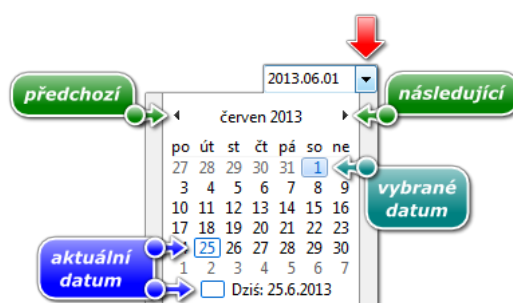 2013.06.01
předchozí
následující
červen 2013
po út st čt pá so ne
27 28 29 30 31 1
3 4 5 6 7 8 9
vybrané
datum
10 11 12 13 14 15 16
17 18 19 20 21 22 23
aktuální
datum
25 26 27 28 29 30
1 2 3 4 5 6 7
Dziś: 25.6.2013